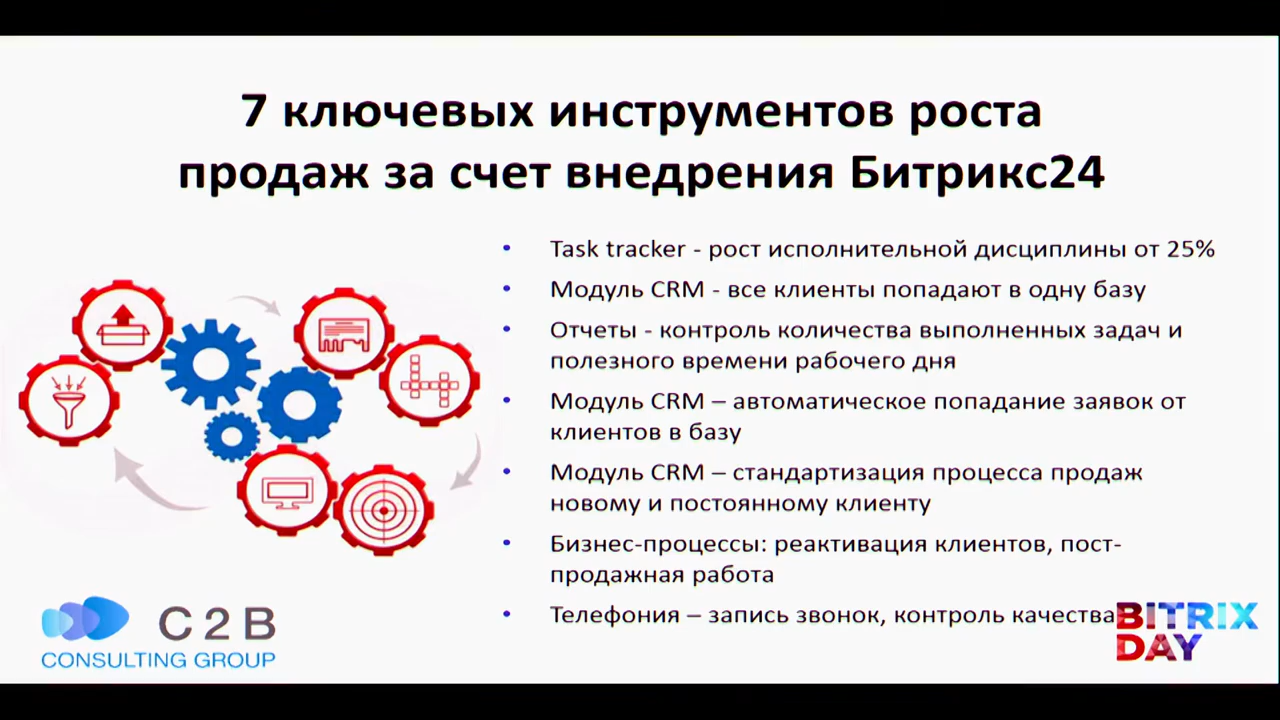 7 ключевых инструментов роста
продаж за счет внедрения Битрикс24
• Task tracker - рост исполнительной дисциплины от 25%
• Модуль CRM - все клиенты попадают в одну базу
• Отчеты - контроль количества выполненных задач и
полезного времени рабочего дня
• Модуль CRM – автоматическое попадание заявок от
клиентов в базу
• Модуль CRM – стандартизация процесса продаж
новому и постоянному клиенту
• Бизнес-процессы: реактивация клиентов, пост-
продажная работа
• Телефония – запись звонок, контроль качества
C2B
CONSULTING GROUP
BITRIX
DAY